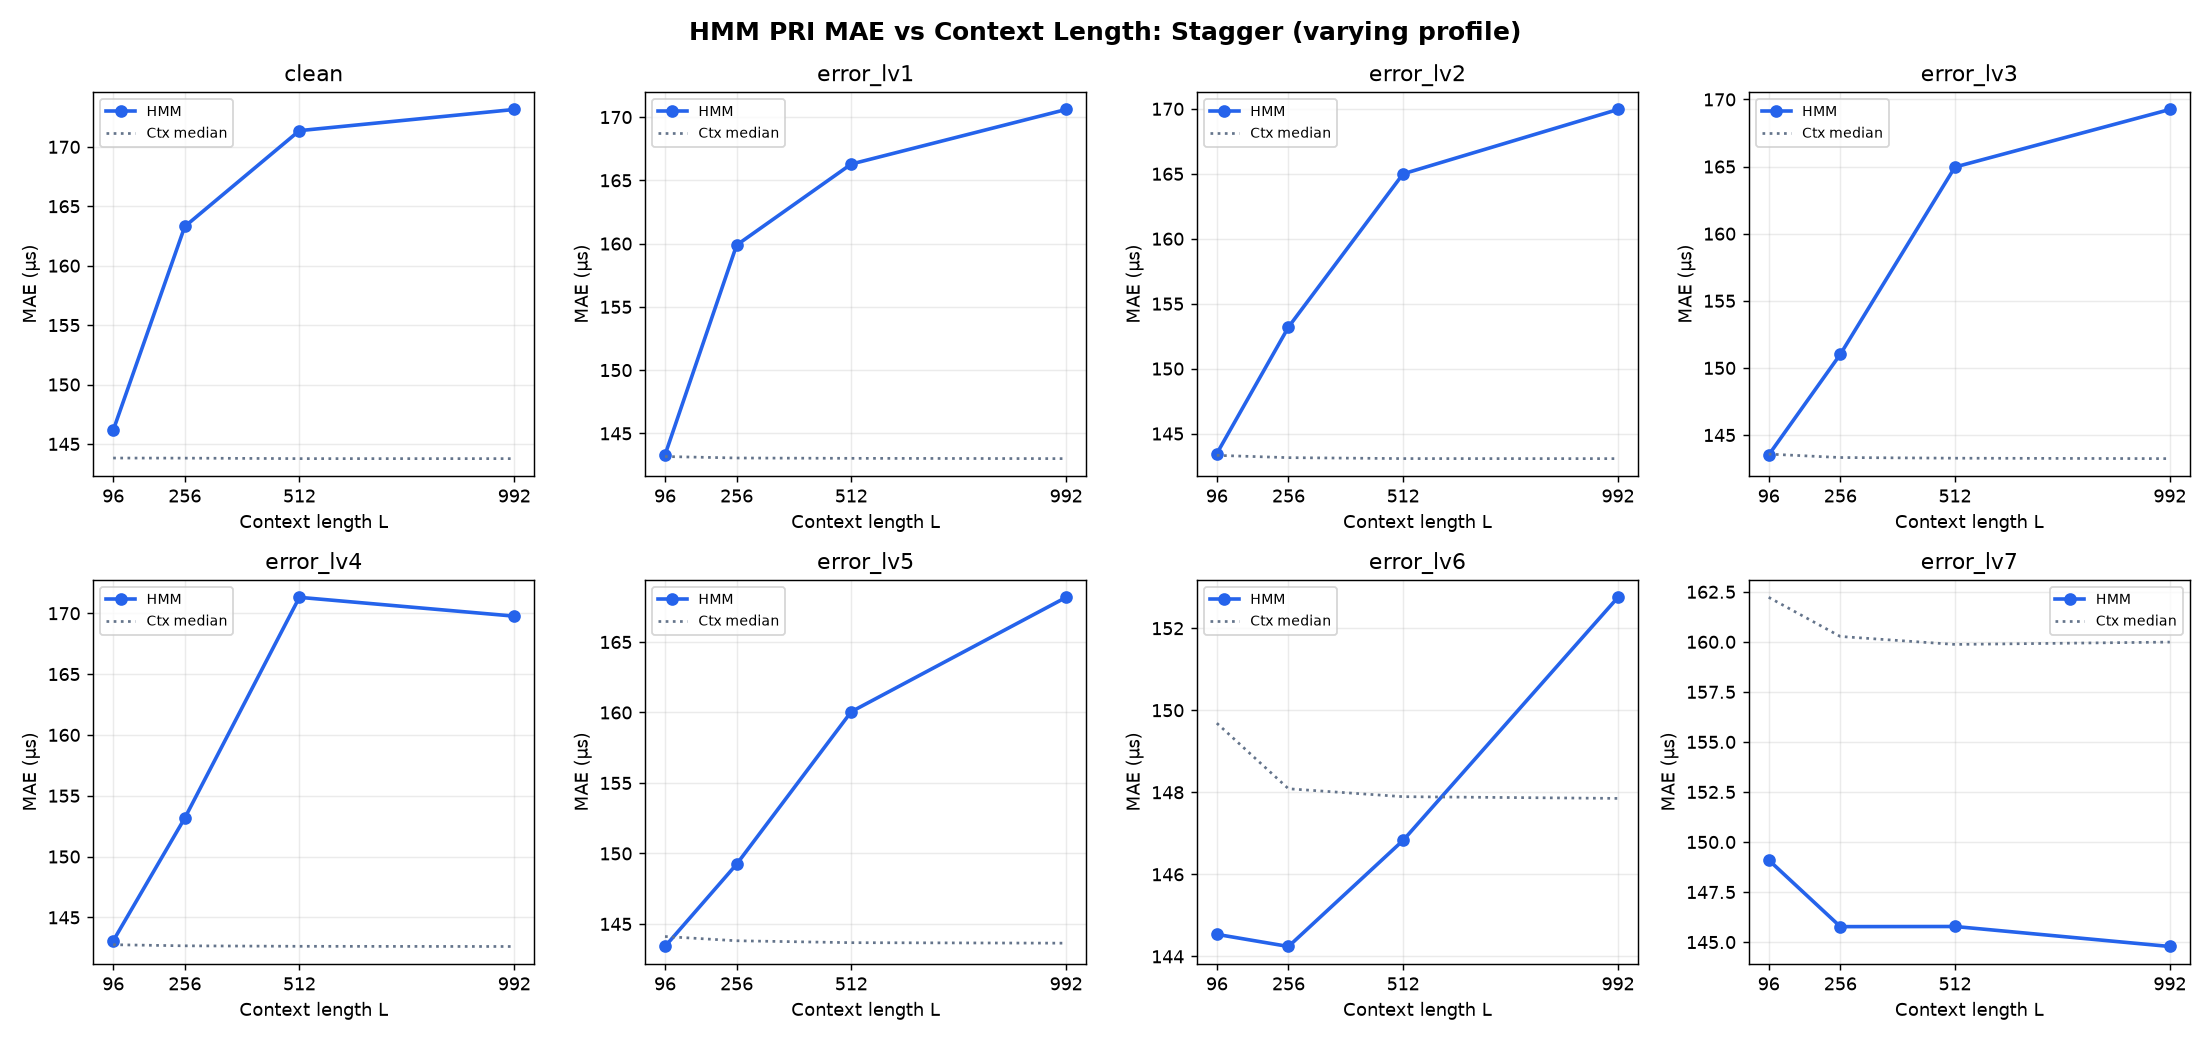 HMM PRI MAE vs Context Length: Stagger (varying profile)
clean
HMM
Ctx median
170
165
160
155
150
145
MAE (µs)
96 256 512 992
Context length L
error_lv1
HMM
Ctx median
170
165
160
155
150
145
MAE (µs)
96 256 512 992
Context length L
error_lv2
HMM
Ctx median
170
165
160
155
150
145
MAE (µs)
96 256 512 992
Context length L
error_lv3
HMM
Ctx median
170
165
160
155
150
145
MAE (µs)
96 256 512 992
Context length L
error_lv4
HMM
Ctx median
170
165
160
155
150
145
MAE (µs)
96 256 512 992
Context length L
error_lv5
HMM
Ctx median
165
160
155
150
145
MAE (µs)
96 256 512 992
Context length L
error_lv6
HMM
Ctx median
152
150
148
146
144
MAE (µs)
96 256 512 992
Context length L
error_lv7
HMM
Ctx median
162.5
160.0
157.5
155.0
152.5
150.0
147.5
145.0
MAE (µs)
96 256 512 992
Context length L